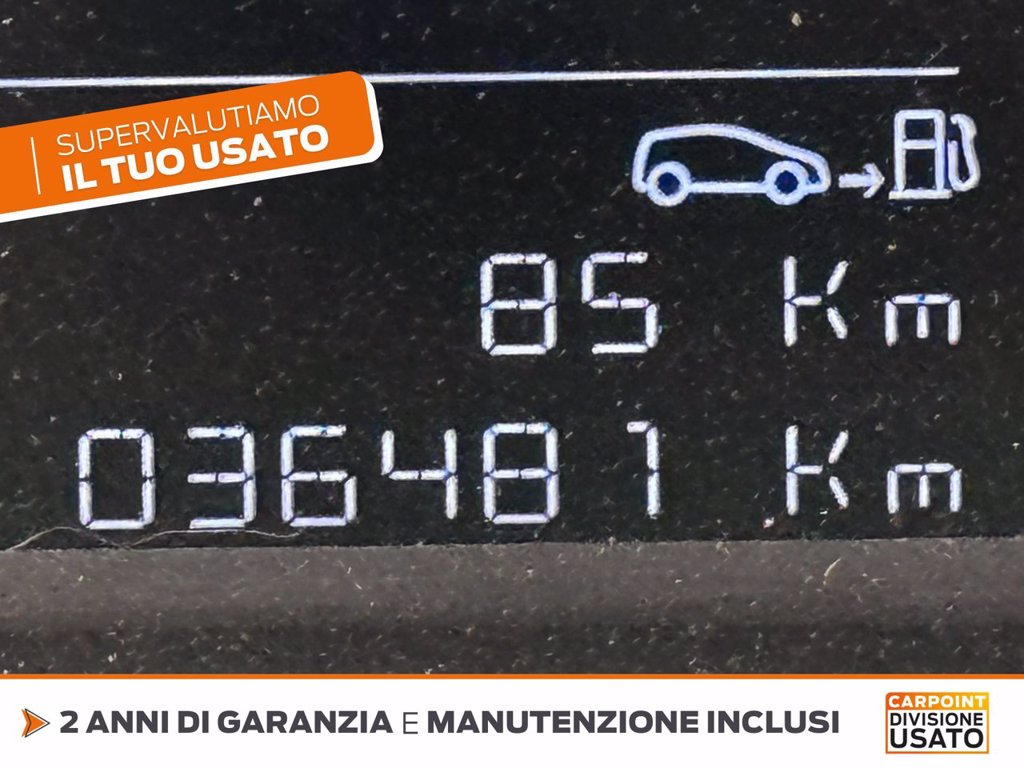 SUPERVALUTIAMO
IL TUO USATO
85 Km
036481 Km
2 ANNI DI GARANZIA E MANUTENZIONE INCLUSI
CARPOINT
DIVISIONE
USATO